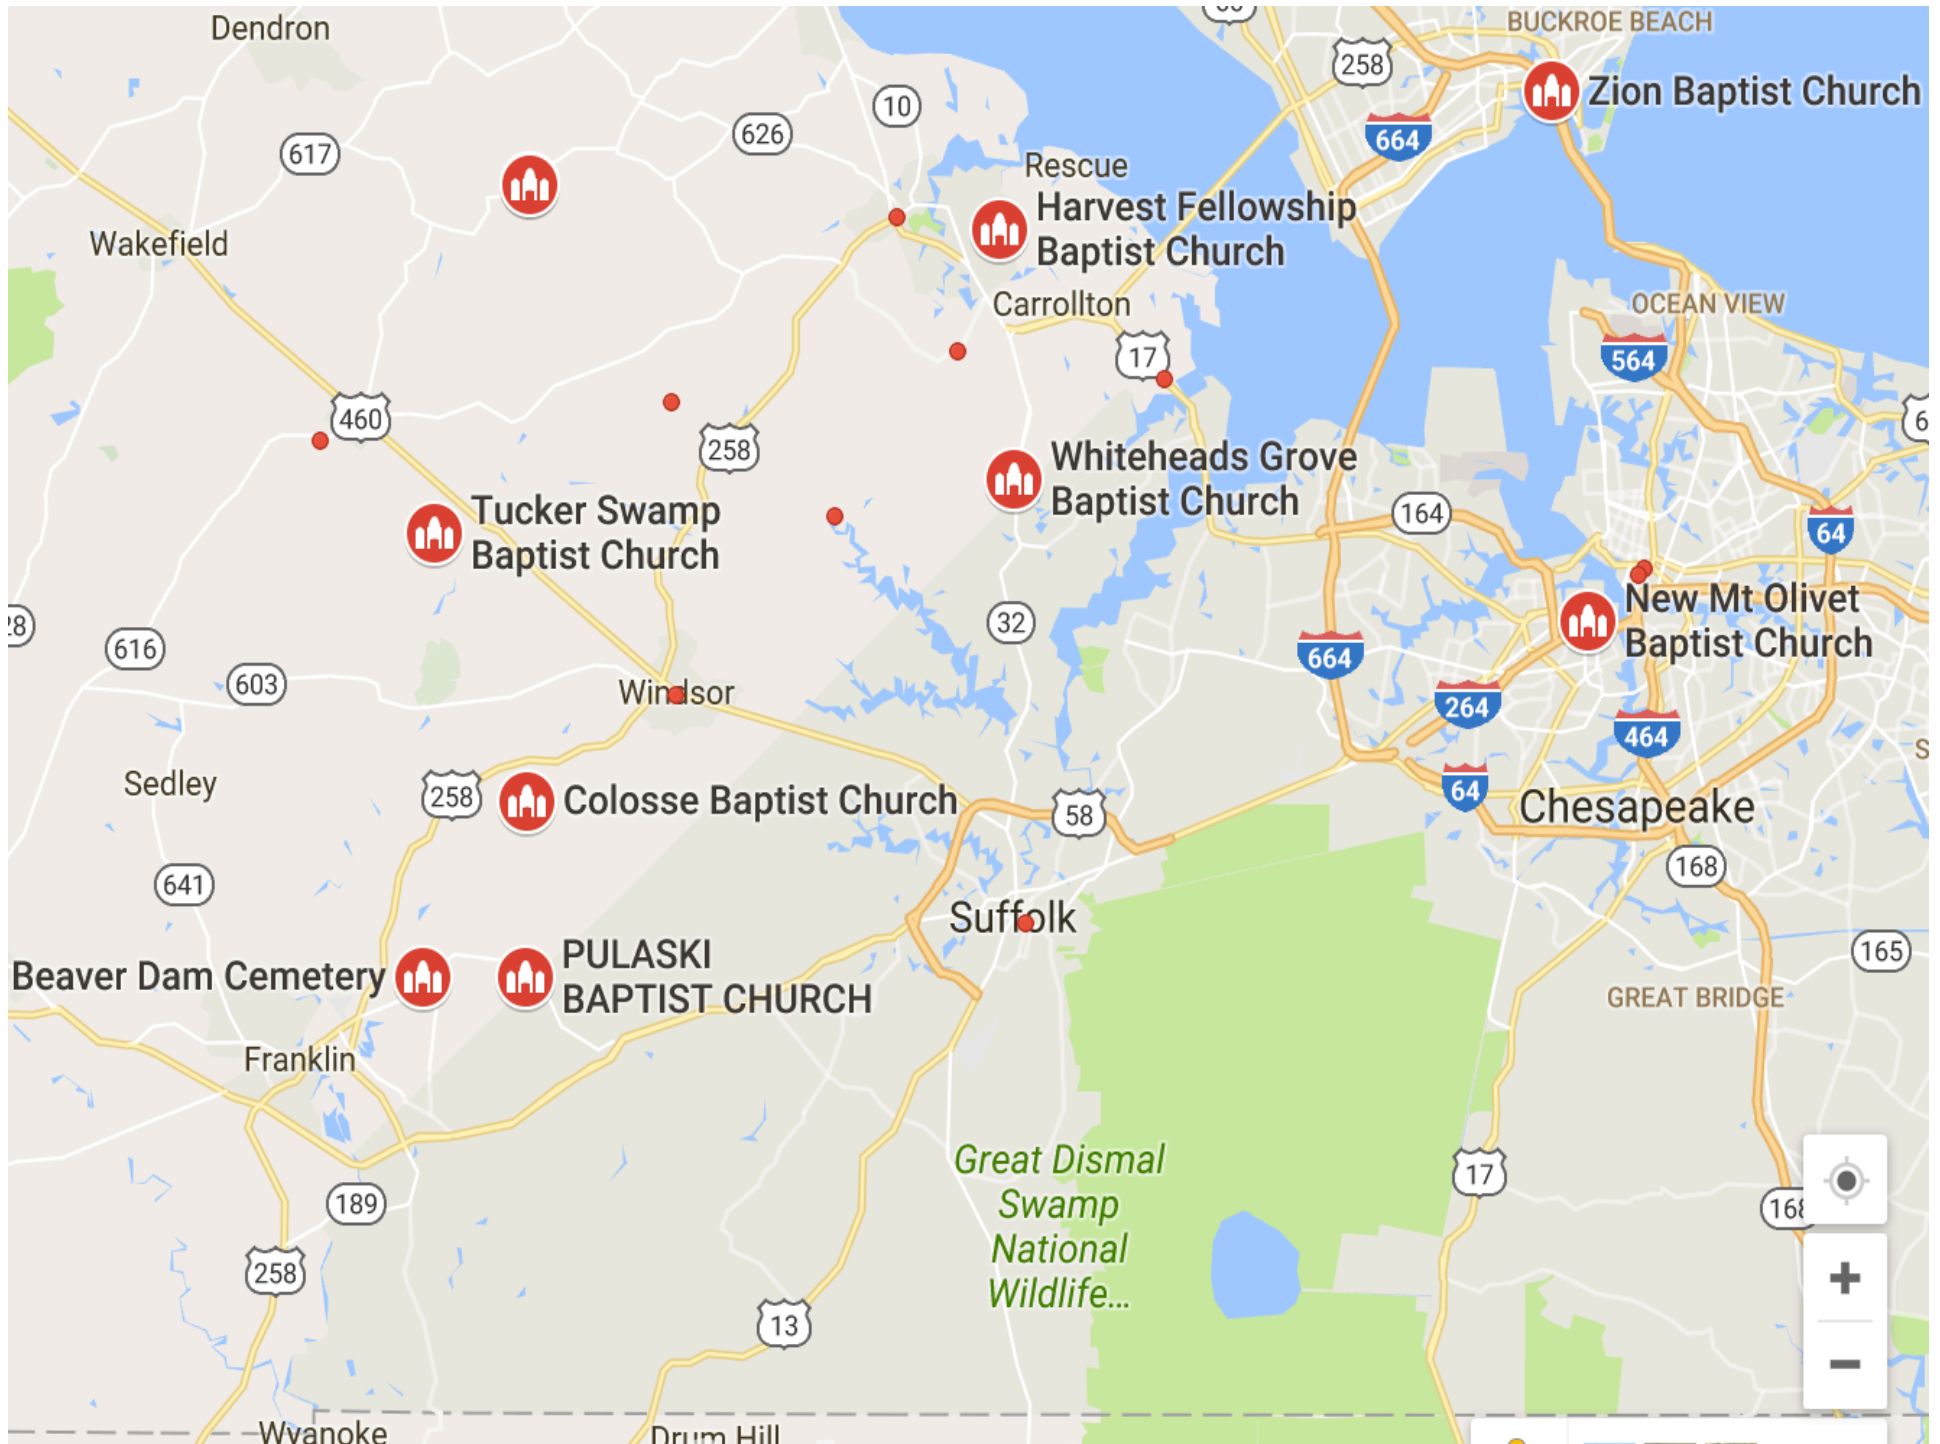 Dendron
BUCKROE BEACH
258
Zion Baptist Church
10
626
664
617
Rescue
Harvest Fellowship
Baptist Church
Wakefield
Carrollton
OCEAN VIEW
17
564
460
258
Whiteheads Grove
Baptist Church
Tucker Swamp
Baptist Church
164
64
New Mt Olivet
Baptist Church
32
616
603
664
Windsor
264
464
Sedley
258
Colosse Baptist Church
64
58
Chesapeake
168
641
Suffolk
165
PULASKI
BAPTIST CHURCH
Beaver Dam Cemetery
GREAT BRIDGE
Franklin
Great Dismal
Swamp
National
Wildlife...
17
189
168
258
13
+
−
Wyanoke
Drum Hill